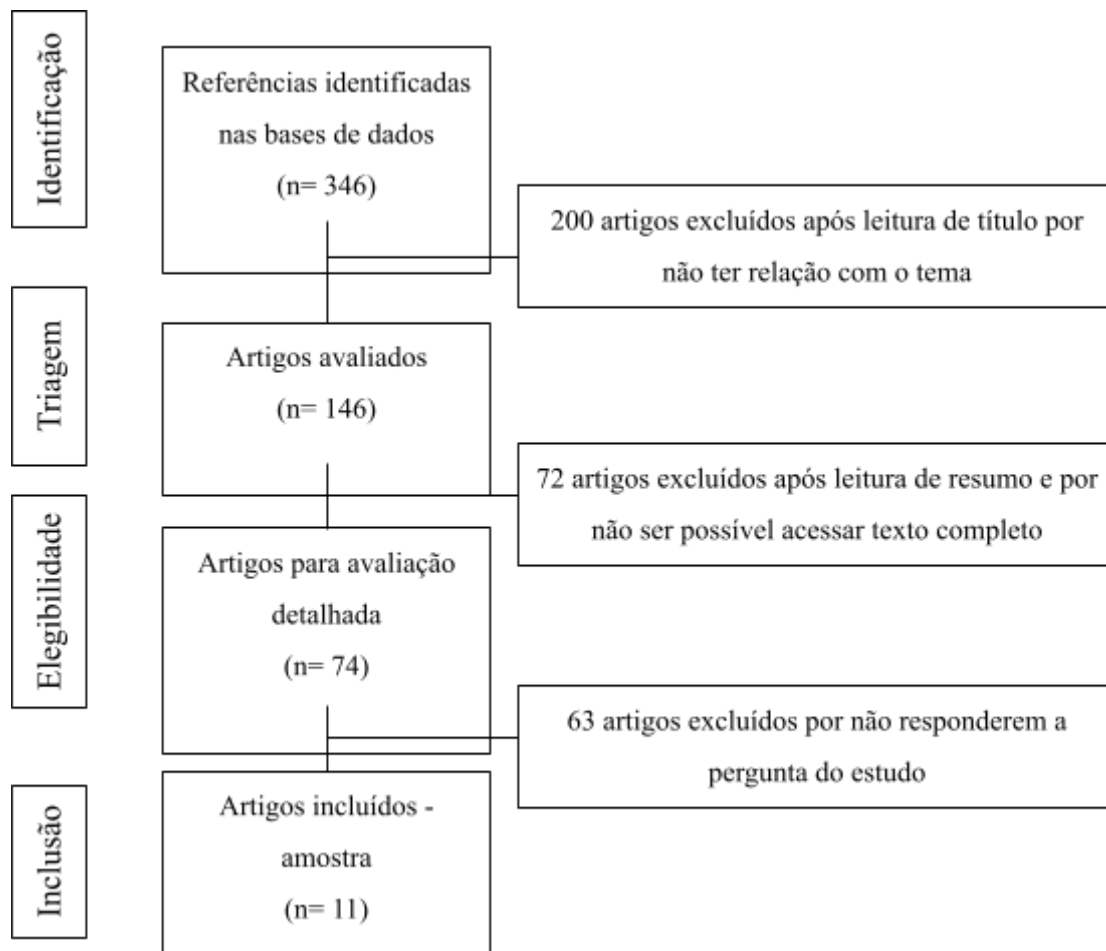 Identificação
Referências identificadas
nas bases de dados
(n= 346)
200 artigos excluídos após leitura de título por
não ter relação com o tema
Triagem
Artigos avaliados
(n= 146)
72 artigos excluídos após leitura de resumo e por
não ser possível acessar texto completo
Elegibilidade
Artigos para avaliação
detalhada
(n= 74)
63 artigos excluídos por não responderem a
pergunta do estudo
Inclusão
Artigos incluídos -
amostra
(n= 11)